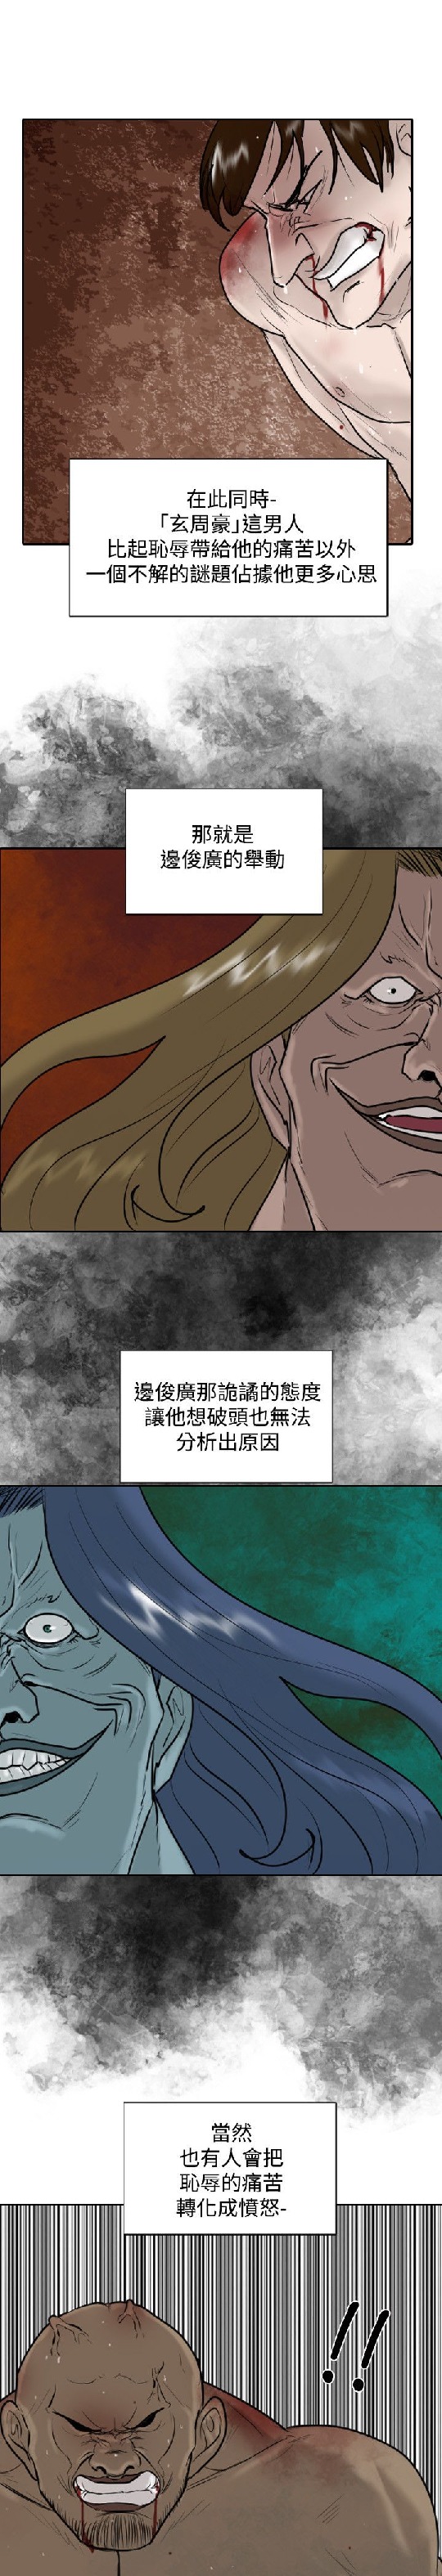 在此同時-
「玄周豪」這男人
比起恥辱帶給他的痛苦以外
一個不解的謎題佔據他更多心思
那就是
邊俊廣的舉動
邊俊廣那詭譎的態度
讓他想破頭也無法
分析出原因
當然
也有人會把
恥辱的痛苦
轉化成憤怒-
!!